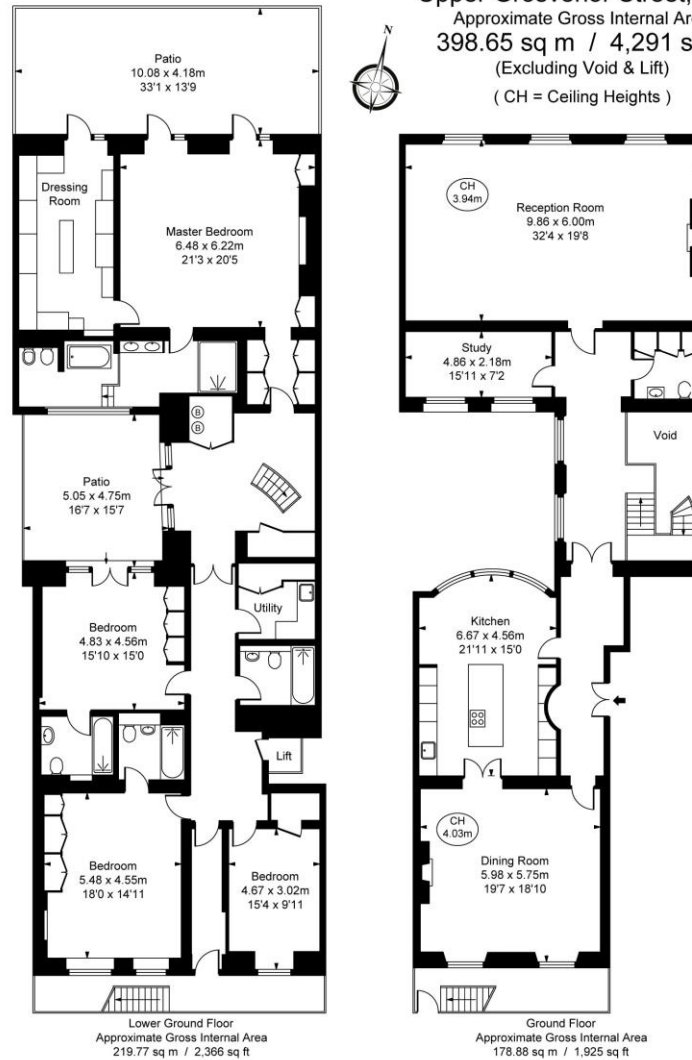 Upper Grosvenor Street,
Approximate Gross Internal
398.65 sq m / 4,291
(Excluding Void & Lift)
( CH = Ceiling Heights )
N
Patio
10.08 x 4.18m
33'1 x 13'9
Dressing
Room
Master Bedroom
6.48 x 6.22m
21'3 x 20'5
B
B
Patio
5.05 x 4.75m
16'7 x 15'7
Bedroom
4.83 x 4.56m
15'10 x 15'0
Utility
Lift
Bedroom
5.48 x 4.55m
18'0 x 14'11
Bedroom
4.67 x 3.02m
15'4 x 9'11
Lower Ground Floor
Approximate Gross Internal Area
219.77 sq m / 2,366 sq ft
CH
3.94m
Reception Room
9.86 x 6.00m
32'4 x 19'8
Study
4.86 x 2.18m
15'11 x 7'2
Void
Kitchen
6.67 x 4.56m
21'11 x 15'0
CH
4.03m
Dining Room
5.98 x 5.75m
19'7 x 18'10
Ground Floor
Approximate Gross Internal Area
178.88 sq m / 1,925 sq ft